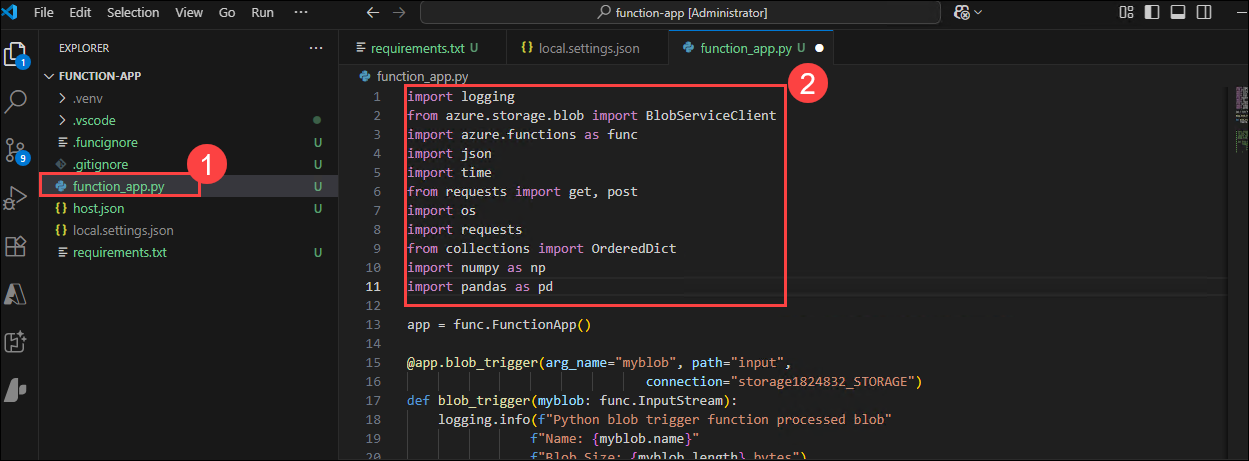 File Edit Selection View Go Run ··· function-app [Administrator]
EXPLORER ···
FUNCTION-APP
.venv
.vscode
.funcignore U
.gitignore U
function_app.py U
host.json U
local.settings.json
requirements.txt U
1
9
1
requirements.txt U local.settings.json function_app.py U
function_app.py
2
1 import logging
2 from azure.storage.blob import BlobServiceClient
3 import azure.functions as func
4 import json
5 import time
6 from requests import get, post
7 import os
8 import requests
9 from collections import OrderedDict
10 import numpy as np
11 import pandas as pd
12
13 app = func.FunctionApp()
14
15 @app.blob_trigger(arg_name="myblob", path="input",
16 connection="storage1824832_STORAGE")
17 def blob_trigger(myblob: func.InputStream):
18 logging.info(f"Python blob trigger function processed blob"
19 f"Name: {myblob.name}"
20 f"Blob Size: {myblob.length} bytes")